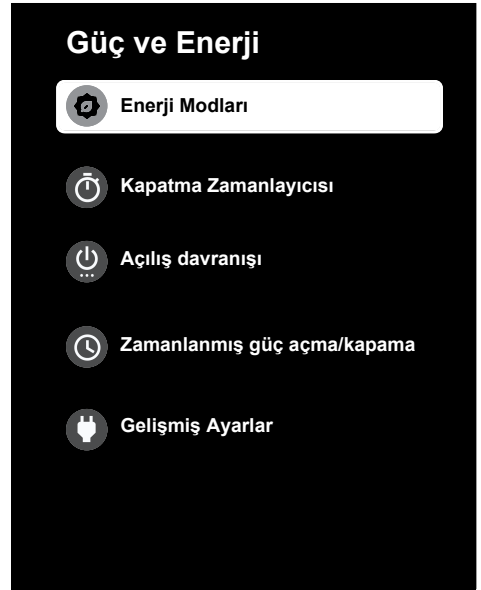 Güç ve Enerji
Enerji Modları
Kapatma Zamanlayıcısı
Açılış davranışı
Zamanlanmış güç açma/kapama
Gelişmiş Ayarlar